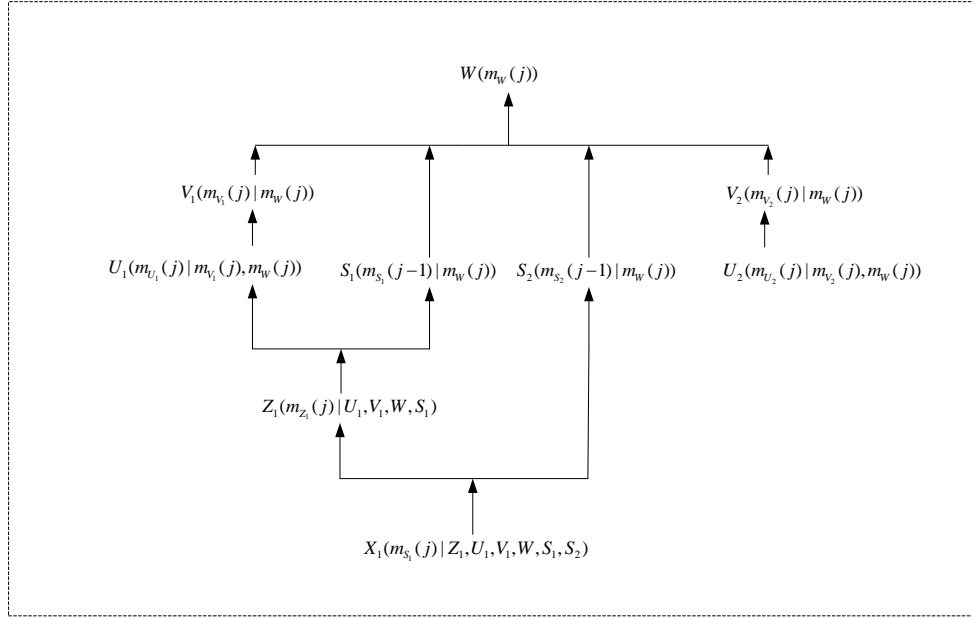 W(m_W(j))
V_1(m_{V_1}(j)|m_W(j))
V_2(m_{V_2}(j)|m_W(j))
U_1(m_{U_1}(j)|m_{V_1}(j),m_W(j))
S_1(m_{S_1}(j-1)|m_W(j))
S_2(m_{S_2}(j-1)|m_W(j))
U_2(m_{U_2}(j)|m_{V_2}(j),m_W(j))
Z_1(m_{Z_1}(j)|U_1,V_1,W,S_1)
X_1(m_{S_1}(j)|Z_1,U_1,V_1,W,S_1,S_2)